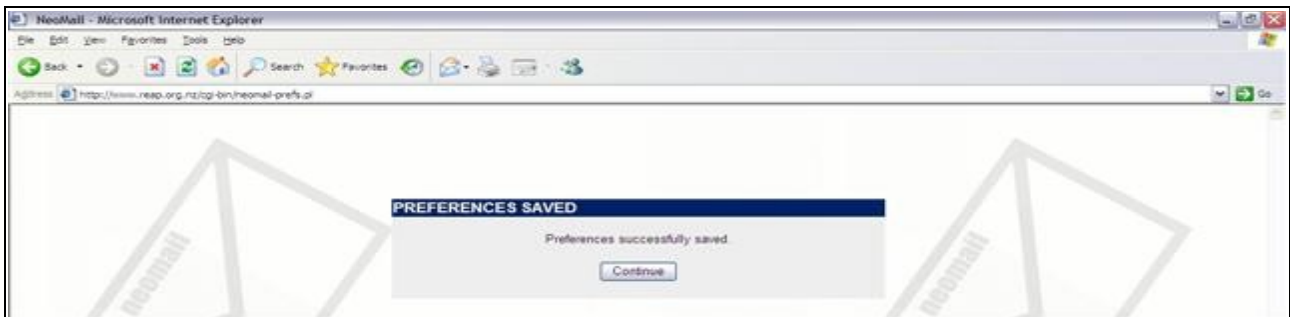 NeoMail - Microsoft Internet Explorer
File Edit View Favorites Tools Help
Back Search Favorites
Address http://www.reap.org.nz/cgi-bin/neomail-prefs.pl Go
PREFERENCES SAVED
Preferences successfully saved.
Continue
neomail
neomail